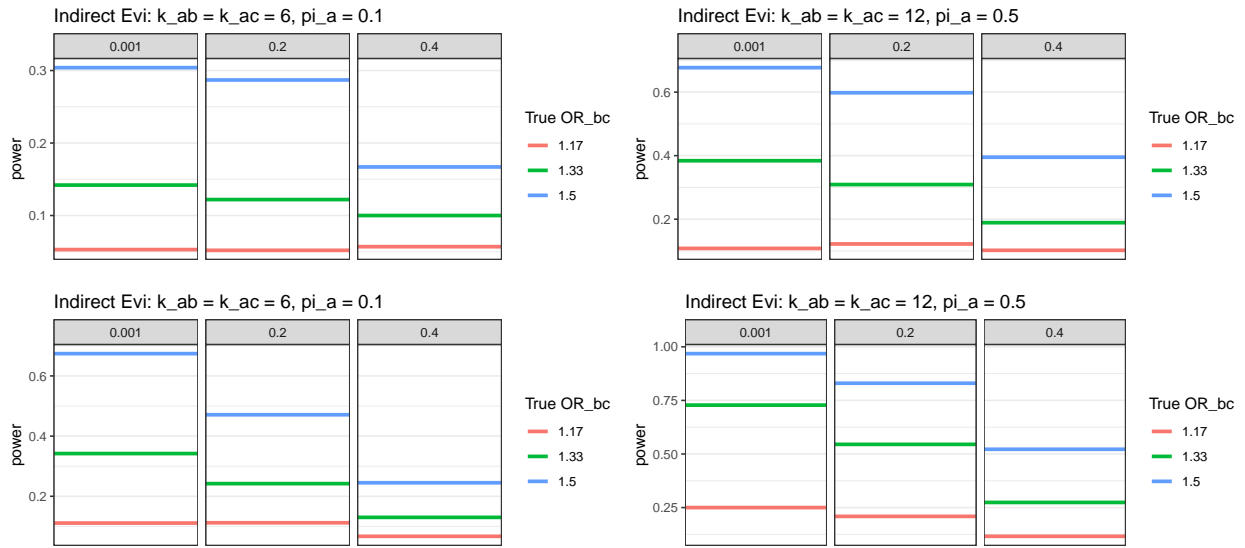 Indirect Evi: k_ab = k_ac = 6, pi_a = 0.1
0.001 0.2 0.4
0.3
0.2
0.1
power
True OR_bc
1.17
1.33
1.5
Indirect Evi: k_ab = k_ac = 12, pi_a = 0.5
0.001 0.2 0.4
0.6
0.4
0.2
power
True OR_bc
1.17
1.33
1.5
Indirect Evi: k_ab = k_ac = 6, pi_a = 0.1
0.001 0.2 0.4
0.6
0.4
0.2
power
True OR_bc
1.17
1.33
1.5
Indirect Evi: k_ab = k_ac = 12, pi_a = 0.5
0.001 0.2 0.4
1.00
0.75
0.50
0.25
power
True OR_bc
1.17
1.33
1.5